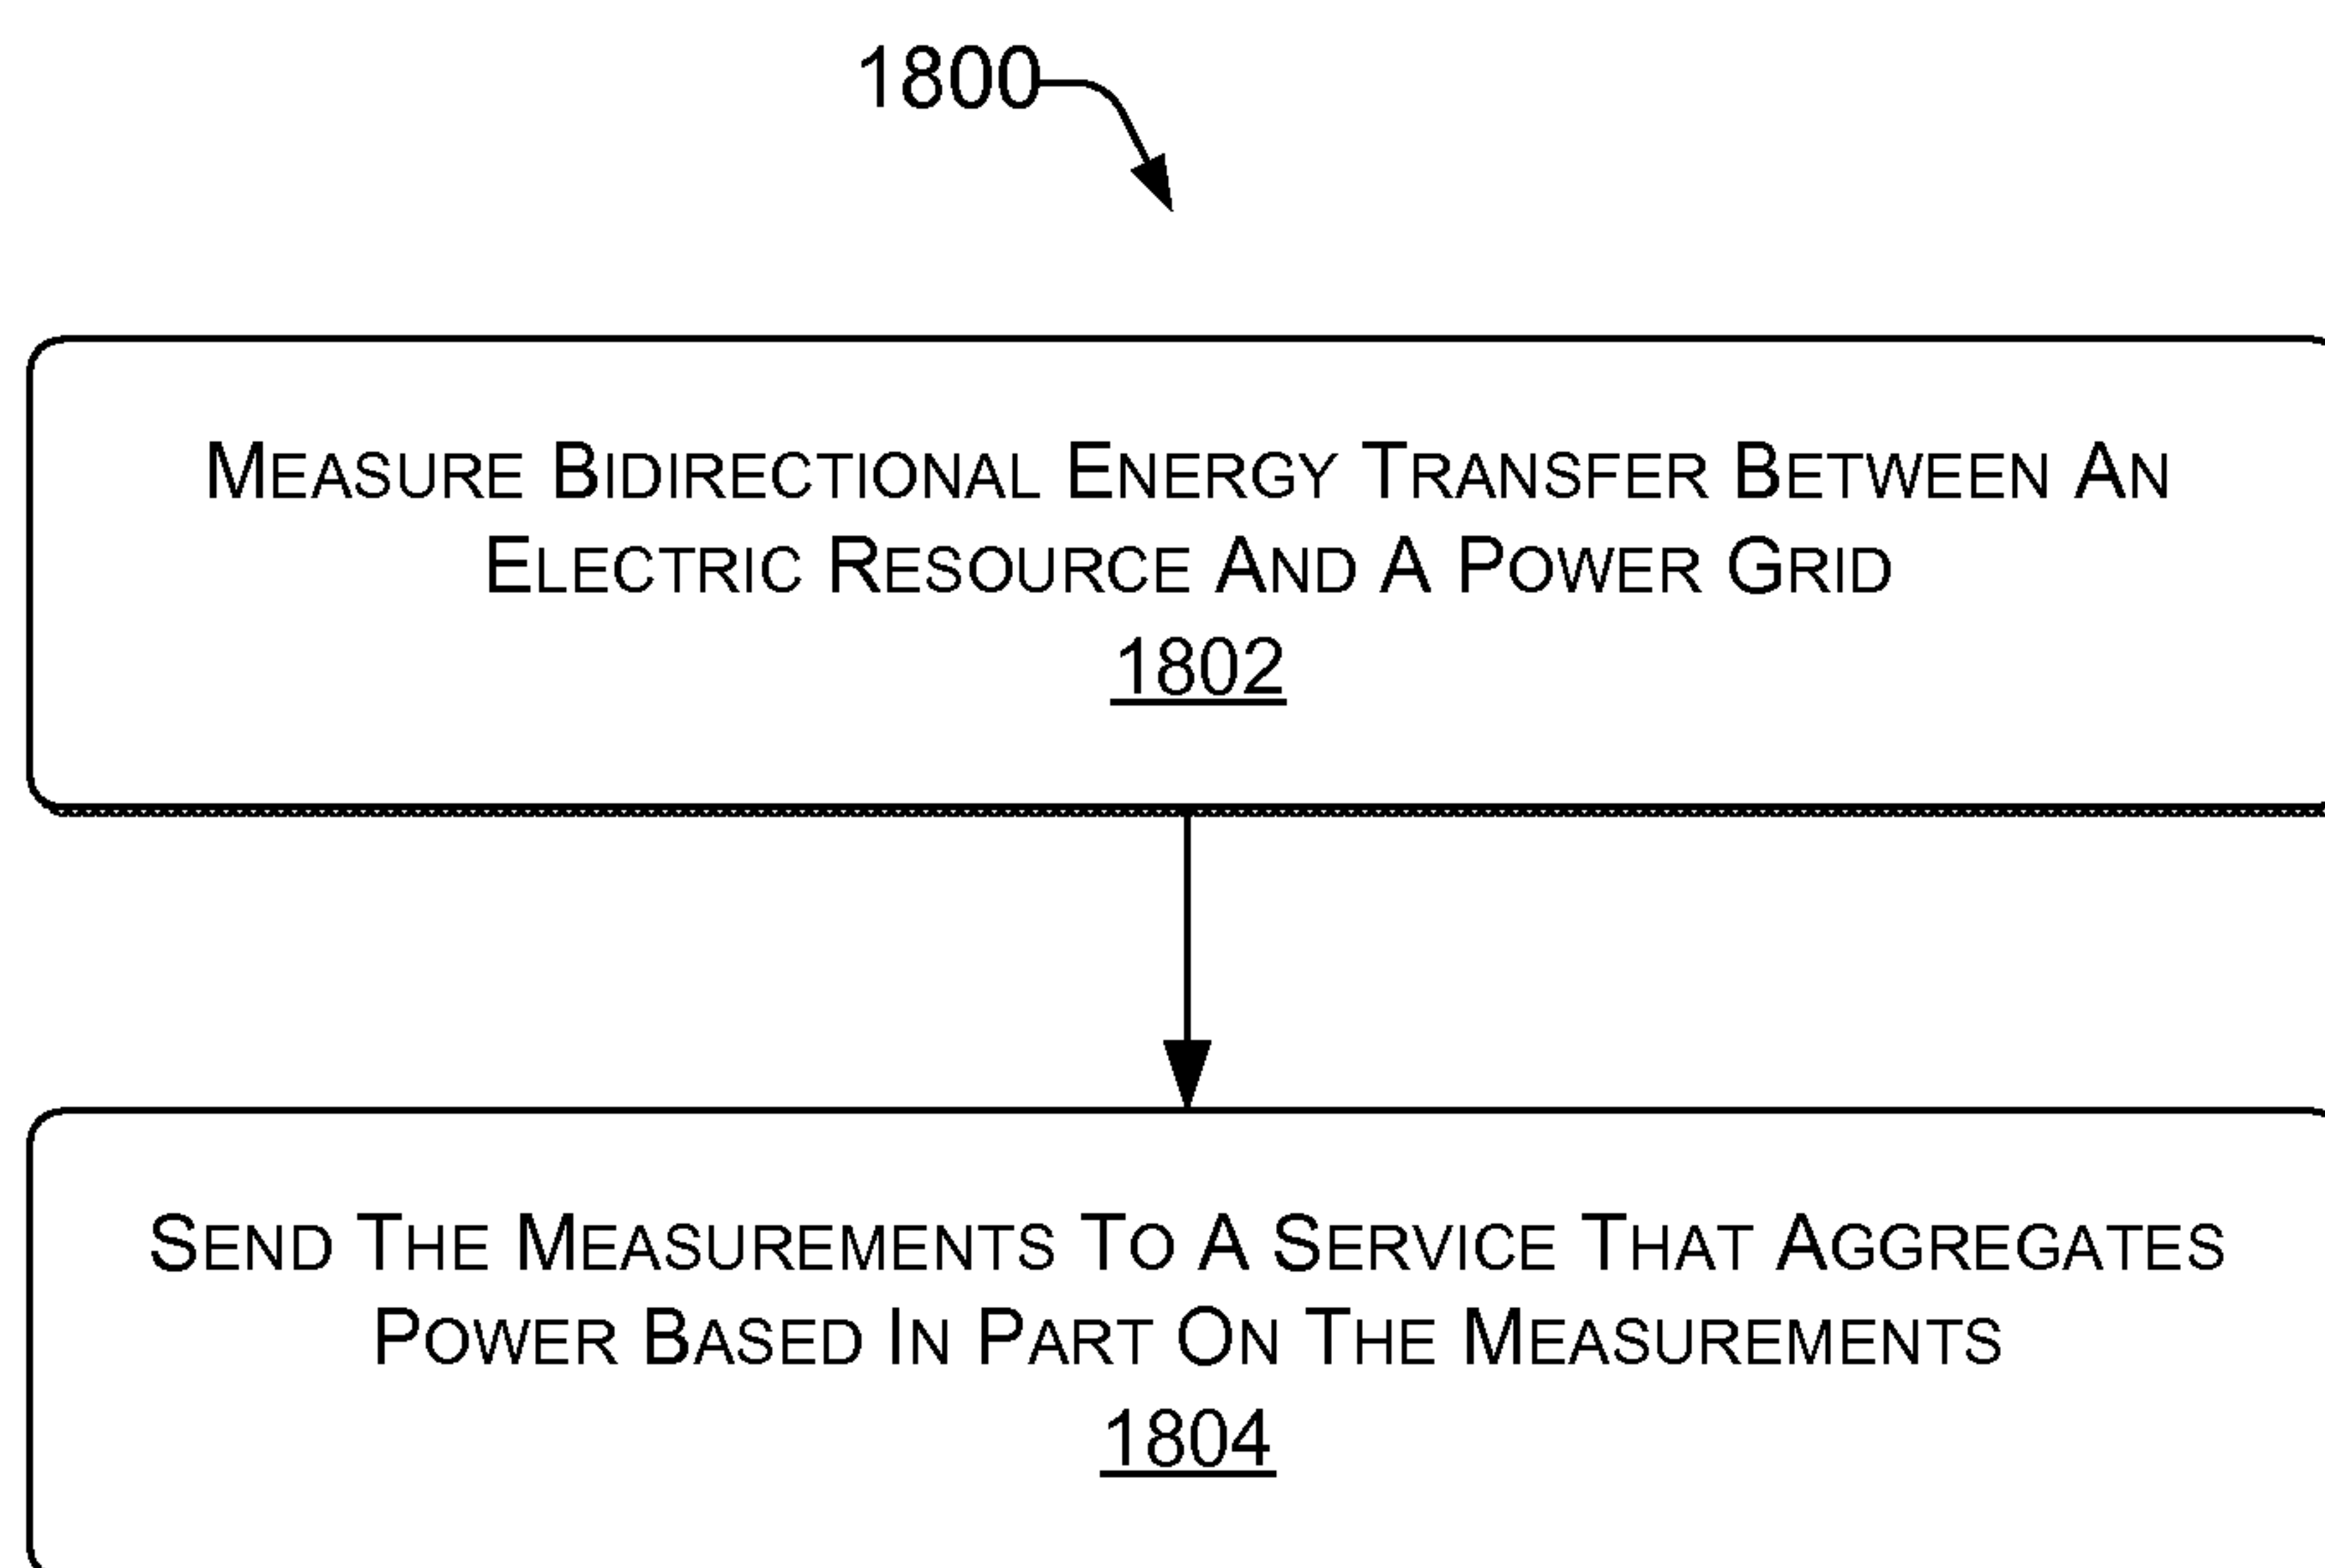 1800
MEASURE BIDIRECTIONAL ENERGY TRANSFER BETWEEN AN
ELECTRIC RESOURCE AND A POWER GRID
1802
SEND THE MEASUREMENTS TO A SERVICE THAT AGGREGATES
POWER BASED IN PART ON THE MEASUREMENTS
1804